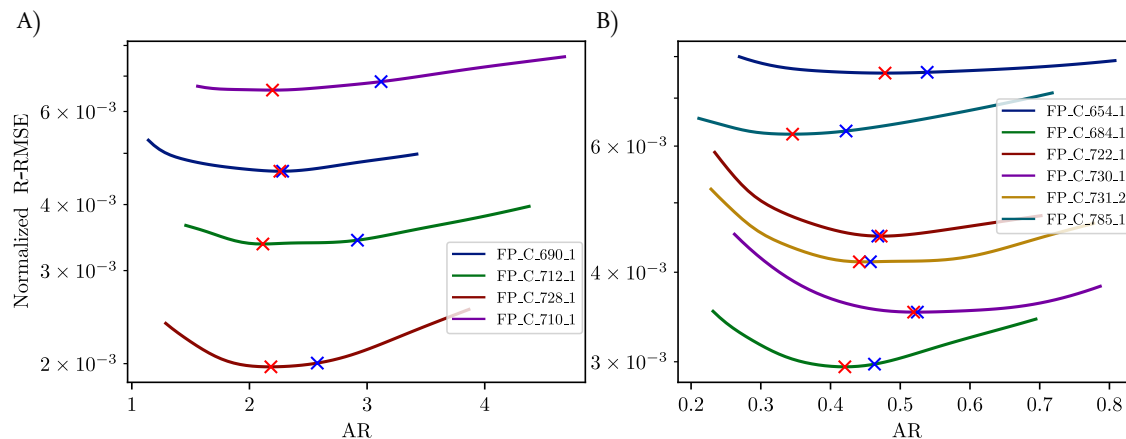 A)
Normalized R-RMSE
6 × 10⁻³
4 × 10⁻³
3 × 10⁻³
2 × 10⁻³
1 2 3 4
AR
FP_C_690_1
FP_C_712_1
FP_C_728_1
FP_C_710_1
B)
6 × 10⁻³
4 × 10⁻³
3 × 10⁻³
0.2 0.3 0.4 0.5 0.6 0.7 0.8
AR
FP_C_654_1
FP_C_684_1
FP_C_722_1
FP_C_730_1
FP_C_731_2
FP_C_785_1